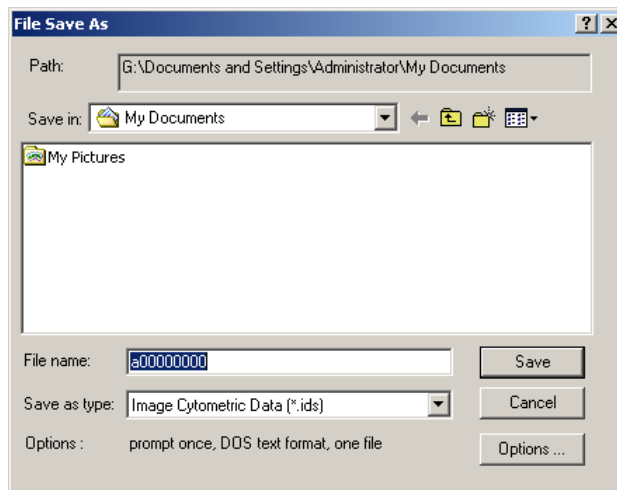 File Save As
Path: G:\Documents and Settings\Administrator\My Documents
Save in: My Documents
My Pictures
File name: a00000000 Save
Save as type: Image Cytometric Data (*.ids) Cancel
Options : prompt once, DOS text format, one file Options ...